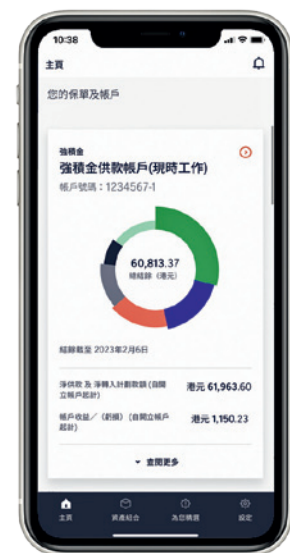 10:38
主頁
您的保單及帳戶
強積金
強積金供款帳戶(現時工作)
帳戶號碼：1234567-1
60,813.37
總結餘（港元）
結餘截至 2023年2月6日
淨供款 及 淨轉入計劃款額 (自開立帳戶起計)
港元 61,963.60
帳戶收益／（虧損） (自開立帳戶起計)
港元 1,150.23
查閱更多
主頁
資產組合
為您精選
設定